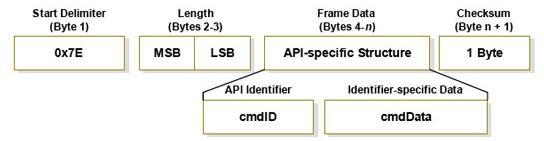 Start Delimiter
(Byte 1)
Length
(Bytes 2-3)
Frame Data
(Bytes 4-n)
Checksum
(Byte n + 1)
0x7E
MSB
LSB
API-specific Structure
1 Byte
API Identifier
Identifier-specific Data
cmdID
cmdData